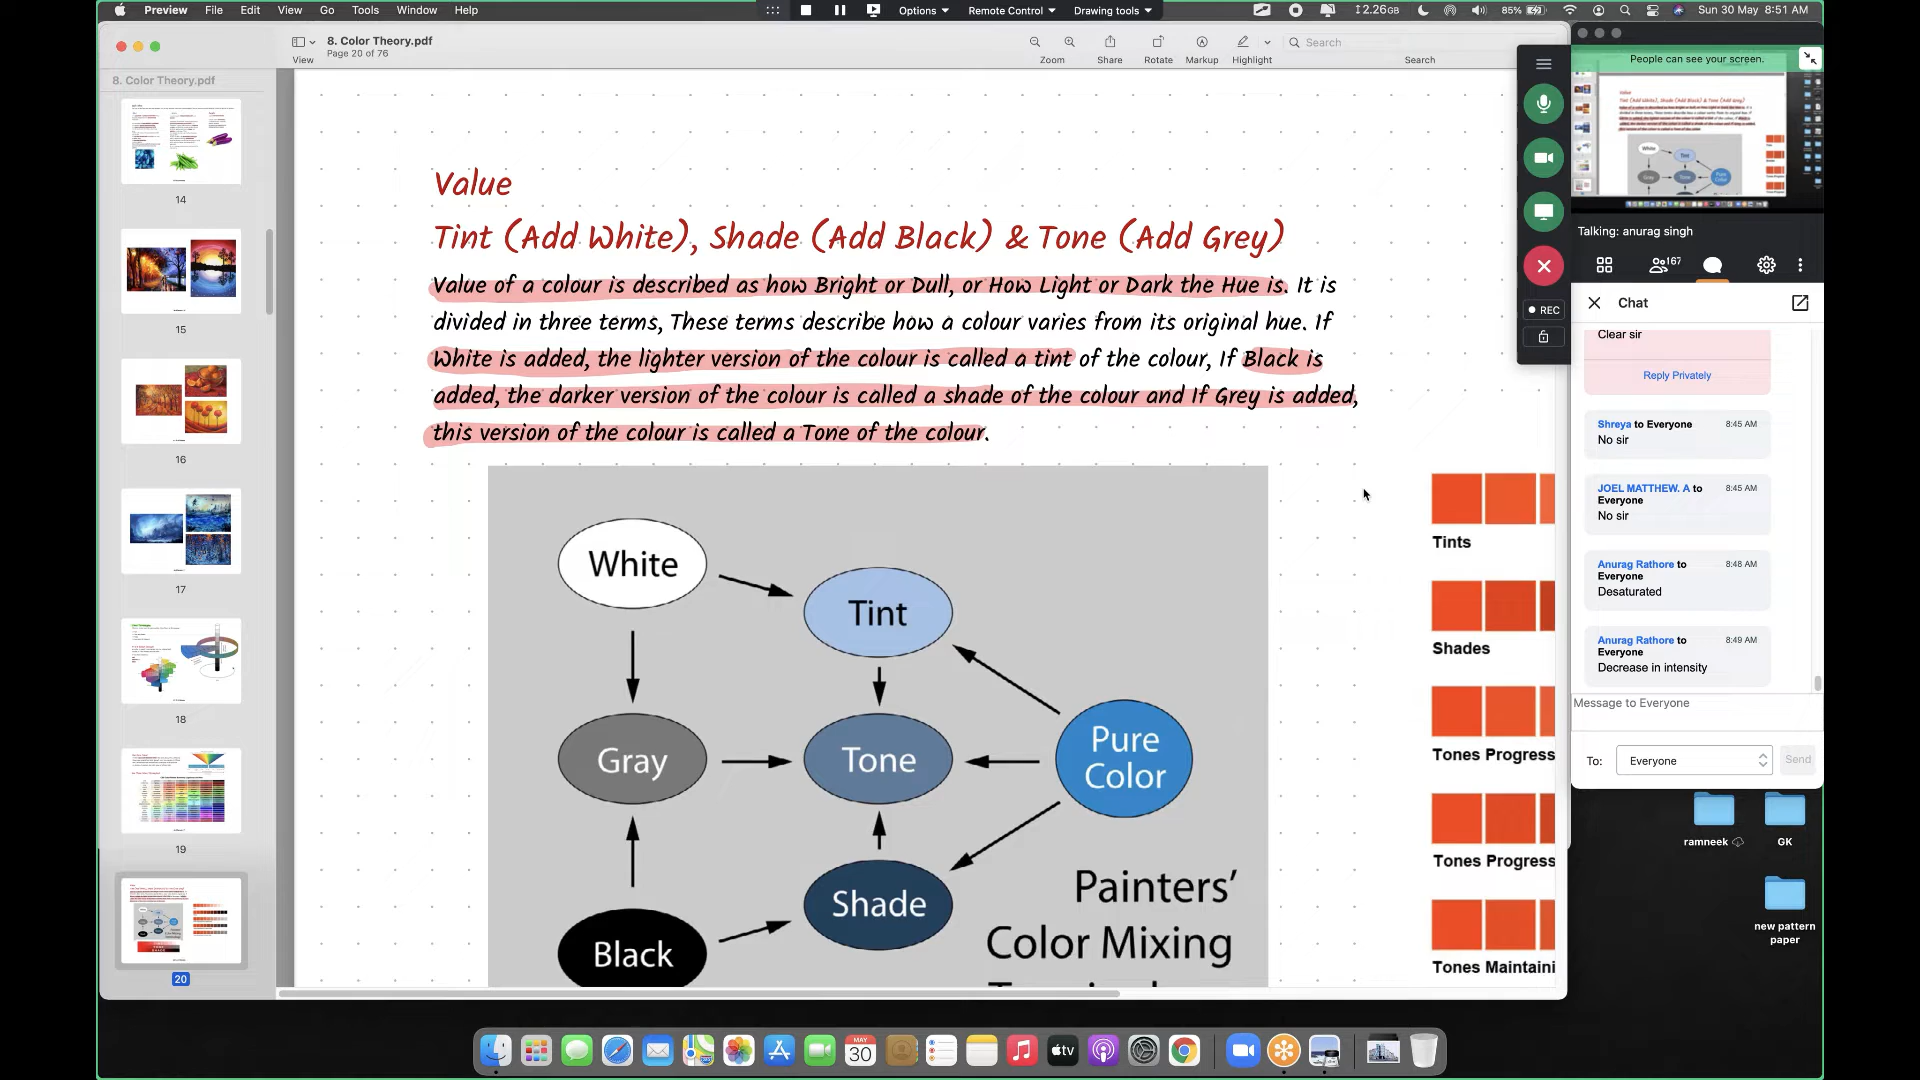 Preview File Edit View Go Tools Window Help
Options Remote Control Drawing tools
2.26GB 85% Sun 30 May 8:51 AM
8. Color Theory.pdf
Page 20 of 76
View Zoom Share Rotate Markup Highlight Search
Search
8. Color Theory.pdf
14
15
16
17
18
19
20
Value
Tint (Add White), Shade (Add Black) & Tone (Add Grey)
Value of a colour is described as how Bright or Dull, or How Light or Dark the Hue is. It is
divided in three terms, These terms describe how a colour varies from its original hue. If
White is added, the lighter version of the colour is called a tint of the colour, If Black is
added, the darker version of the colour is called a shade of the colour and If Grey is added,
this version of the colour is called a Tone of the colour.
White
Tint
Gray
Tone
Pure
Color
Shade
Black
Painters'
Color Mixing
Tints
Shades
Tones Progress
Tones Progress
Tones Maintaini
REC
People can see your screen.
Talking: anurag singh
167
Chat
Clear sir
Reply Privately
Shreya to Everyone 8:45 AM
No sir
JOEL MATTHEW. A to 8:45 AM
Everyone
No sir
Anurag Rathore to 8:48 AM
Everyone
Desaturated
Anurag Rathore to 8:49 AM
Everyone
Decrease in intensity
Message to Everyone
To: Everyone Send
ramneek
GK
new pattern
paper
MAY
30
tv